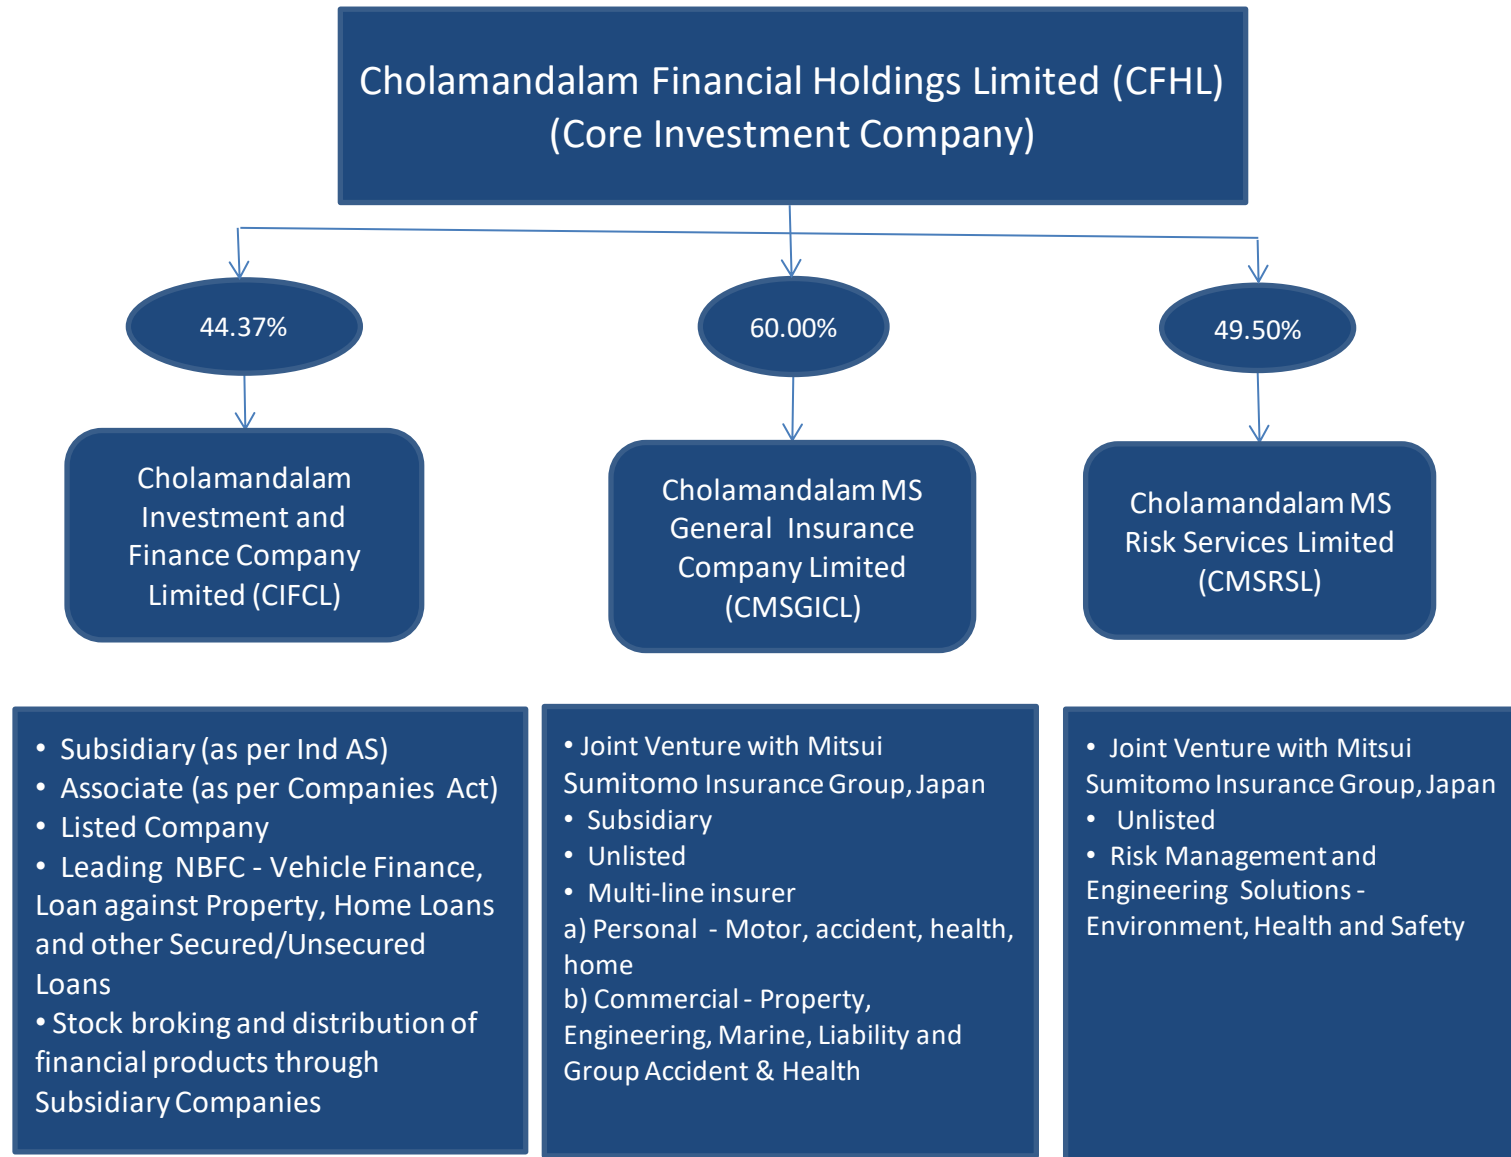 Cholamandalam Financial Holdings Limited (CFHL)
(Core Investment Company)
44.37%
60.00%
49.50%
Cholamandalam
Investment and
Finance Company
Limited (CIFCL)
Cholamandalam MS
General Insurance
Company Limited
(CMSGICL)
Cholamandalam MS
Risk Services Limited
(CMSRSL)
• Subsidiary (as per Ind AS)
• Associate (as per Companies Act)
• Listed Company
• Leading NBFC - Vehicle Finance,
Loan against Property, Home Loans
and other Secured/Unsecured
Loans
• Stock broking and distribution of
financial products through
Subsidiary Companies
• Joint Venture with Mitsui
Sumitomo Insurance Group, Japan
• Subsidiary
• Unlisted
• Multi-line insurer
a) Personal - Motor, accident, health,
home
b) Commercial - Property,
Engineering, Marine, Liability and
Group Accident & Health
• Joint Venture with Mitsui
Sumitomo Insurance Group, Japan
• Unlisted
• Risk Management and
Engineering Solutions -
Environment, Health and Safety